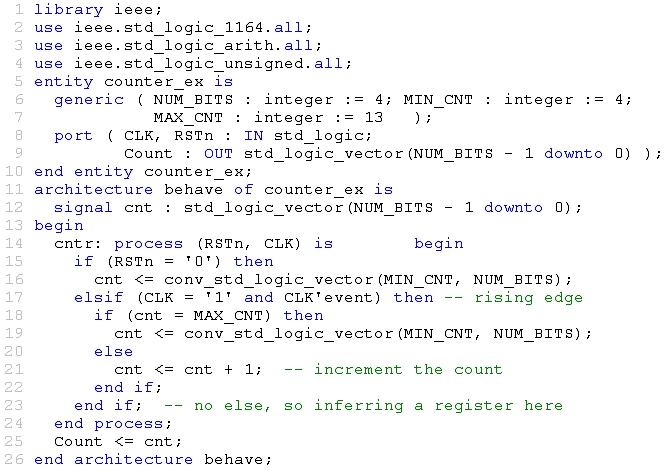 1 library ieee;
2 use ieee.std_logic_1164.all;
3 use ieee.std_logic_arith.all;
4 use ieee.std_logic_unsigned.all;
5 entity counter_ex is
6   generic ( NUM_BITS : integer := 4; MIN_CNT : integer := 4;
7             MAX_CNT : integer := 13   );
8   port ( CLK, RSTn : IN std_logic;
9          Count : OUT std_logic_vector(NUM_BITS - 1 downto 0) );
10 end entity counter_ex;
11 architecture behave of counter_ex is
12   signal cnt : std_logic_vector(NUM_BITS - 1 downto 0);
13 begin
14   cntr: process (RSTn, CLK) is        begin
15     if (RSTn = '0') then
16       cnt <= conv_std_logic_vector(MIN_CNT, NUM_BITS);
17     elsif (CLK = '1' and CLK'event) then -- rising edge
18       if (cnt = MAX_CNT) then
19         cnt <= conv_std_logic_vector(MIN_CNT, NUM_BITS);
20       else
21         cnt <= cnt + 1;  -- increment the count
22       end if;
23     end if;  -- no else, so inferring a register here
24   end process;
25   Count <= cnt;
26 end architecture behave;